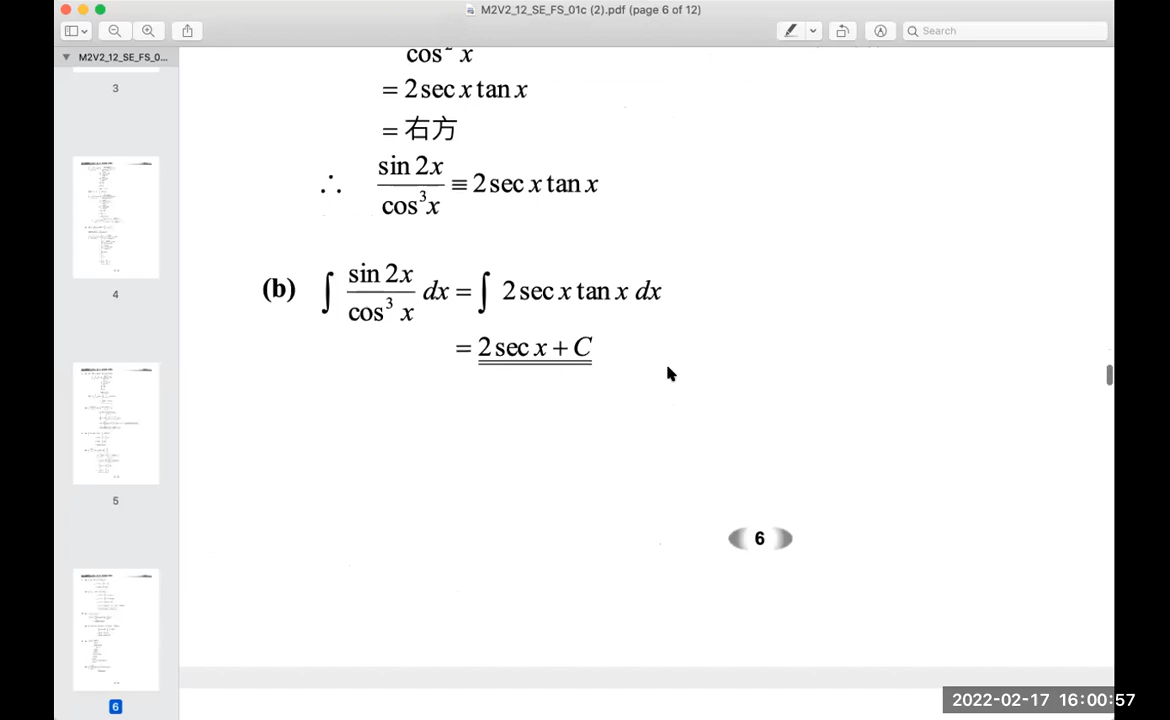 M2V2_12_SE_FS_01c (2).pdf (page 6 of 12)
Search
M2V2_12_SE_FS_0...
3
4
5
6
cos² x
= 2 sec x tan x
= 右方
∴ sin 2x / cos³x ≡ 2 sec x tan x
(b) ∫ sin 2x / cos³ x dx = ∫ 2 sec x tan x dx
= 2 sec x + C
6
2022-02-17 16:00:57